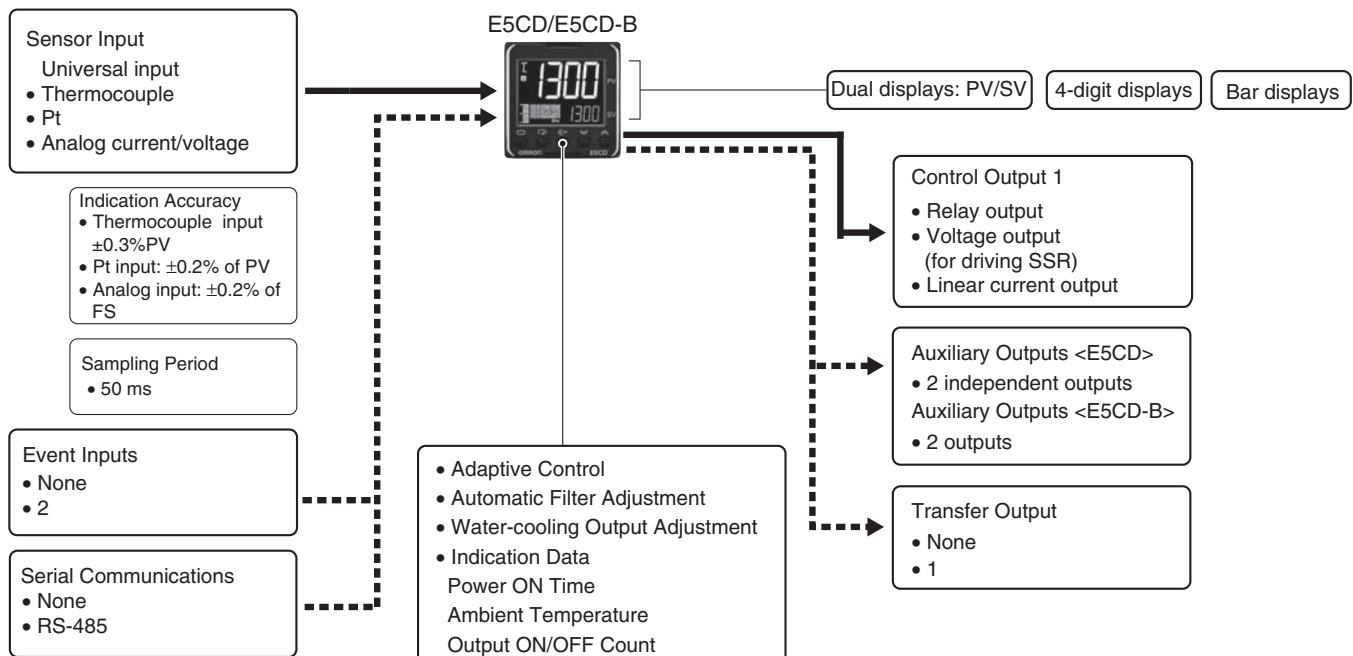 E5CD/E5CD-B
Sensor Input
Universal input
• Thermocouple
• Pt
• Analog current/voltage
Indication Accuracy
• Thermocouple input
±0.3%PV
• Pt input: ±0.2% of PV
• Analog input: ±0.2% of
FS
Sampling Period
• 50 ms
Event Inputs
• None
• 2
Serial Communications
• None
• RS-485
1300
PV
1300
SV
OMRON
E5CD
• Adaptive Control
• Automatic Filter Adjustment
• Water-cooling Output Adjustment
• Indication Data
Power ON Time
Ambient Temperature
Output ON/OFF Count
Dual displays: PV/SV
4-digit displays
Bar displays
Control Output 1
• Relay output
• Voltage output
(for driving SSR)
• Linear current output
Auxiliary Outputs <E5CD>
• 2 independent outputs
Auxiliary Outputs <E5CD-B>
• 2 outputs
Transfer Output
• None
• 1